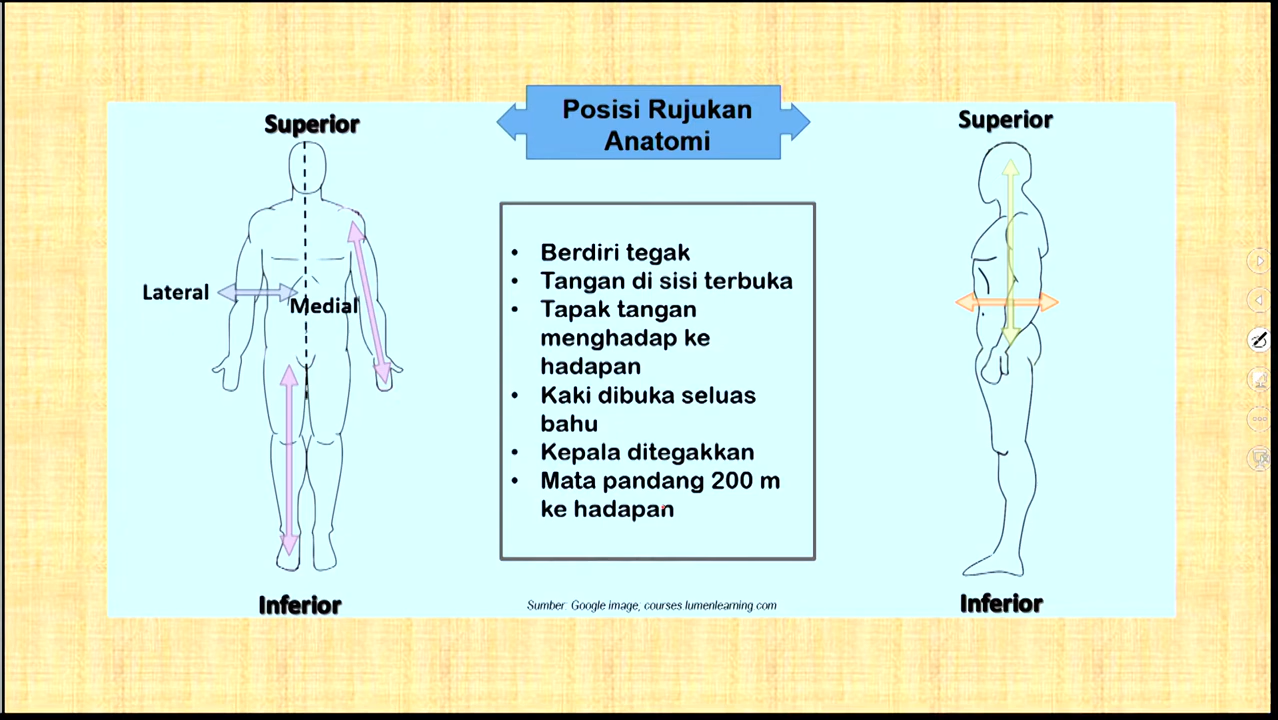 Posisi Rujukan
Anatomi
Superior
Lateral
Medial
Inferior
• Berdiri tegak
• Tangan di sisi terbuka
• Tapak tangan
menghadap ke
hadapan
• Kaki dibuka seluas
bahu
• Kepala ditegakkan
• Mata pandang 200 m
ke hadapan
Superior
Inferior
Sumber Google image, courses lumenlearning com